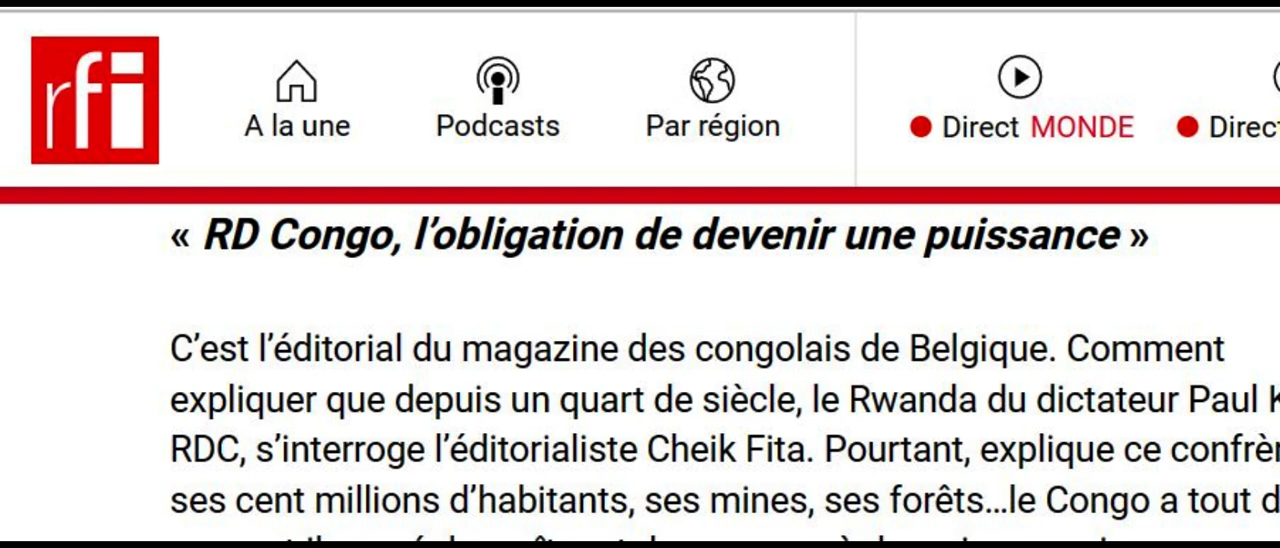 rfi
A la une
Podcasts
Par région
Direct MONDE
Direct
« RD Congo, l’obligation de devenir une puissance »
C’est l’éditorial du magazine des congolais de Belgique. Comment
expliquer que depuis un quart de siècle, le Rwanda du dictateur Paul K
RDC, s’interroge l’éditorialiste Cheik Fita. Pourtant, explique ce confrèr
ses cent millions d’habitants, ses mines, ses forêts…le Congo a tout d